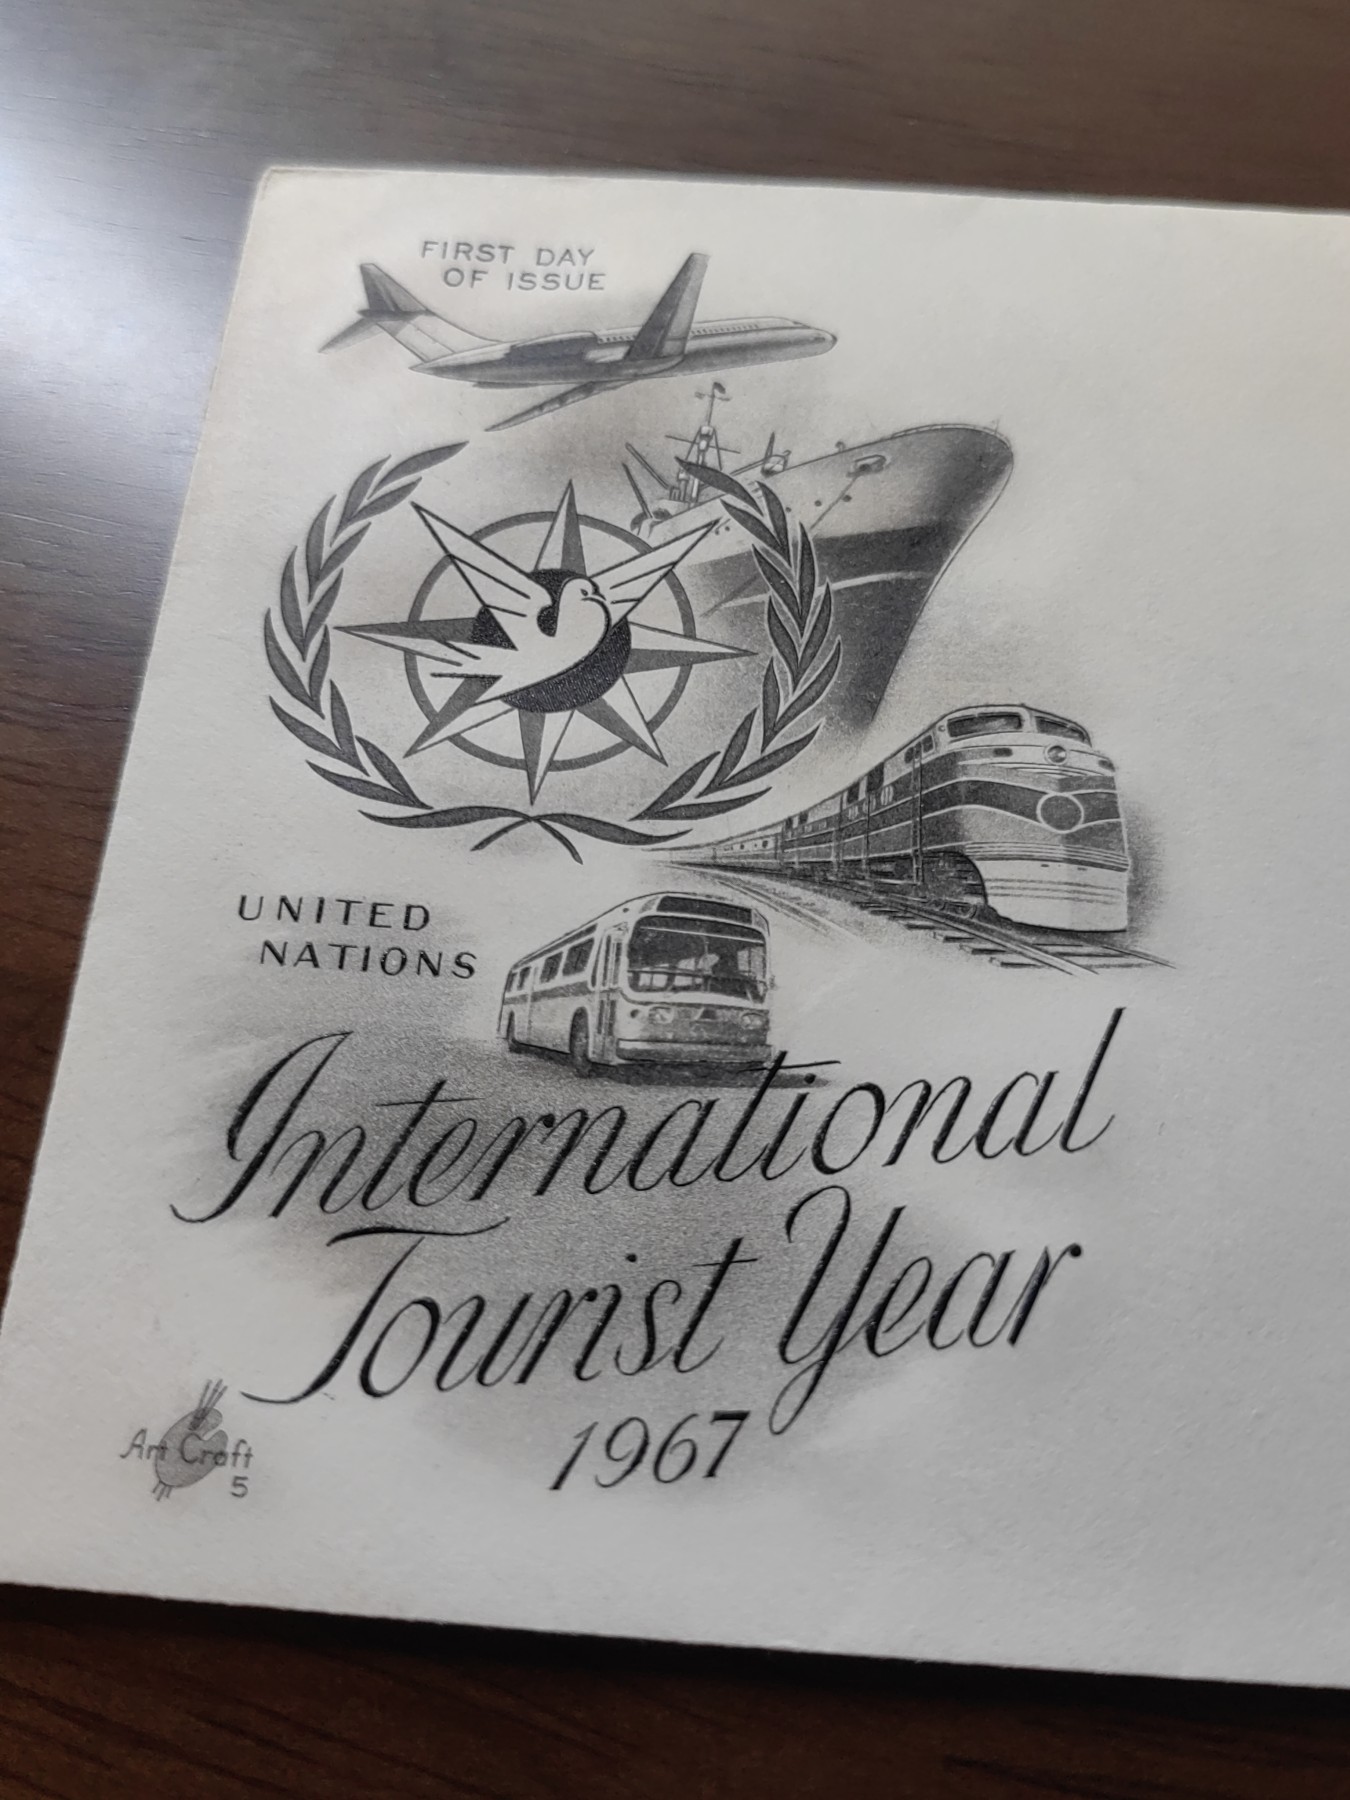 FIRST DAY
OF ISSUE
UNITED
NATIONS
International
Tourist Year
1967
Art Craft
5